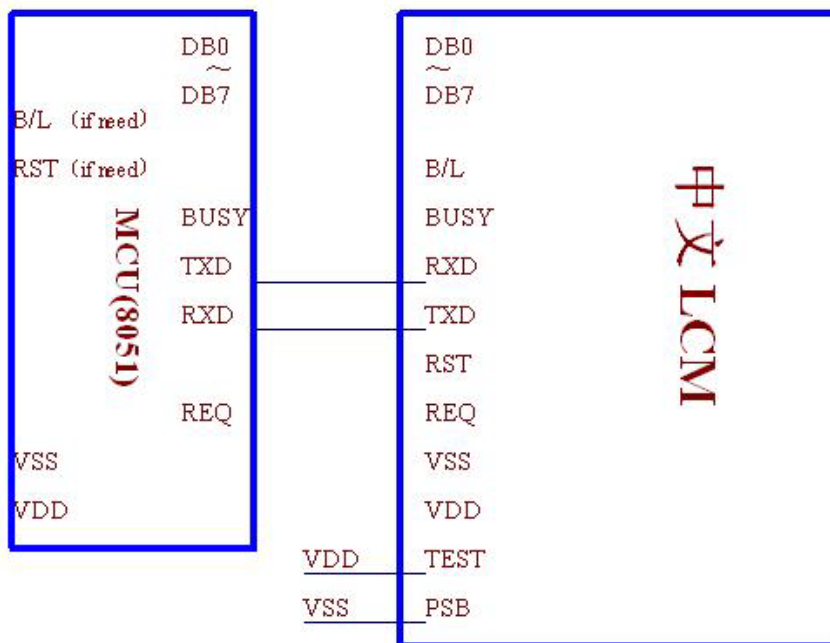 DB0
~
DB7
B/L (if need)
RST (if need)
BUSY
TXD
RXD
REQ
VSS
VDD
MCU(8051)
DB0
~
DB7
B/L
BUSY
RXD
TXD
RST
REQ
VSS
VDD
VDD TEST
VSS PSB
中文 LCM